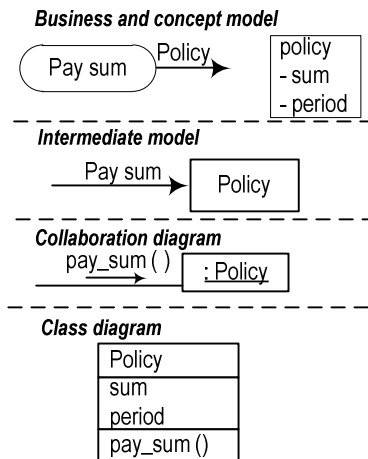 Business and concept model
Pay sum
Policy
policy
- sum
- period
Intermediate model
Pay sum
Policy
Collaboration diagram
pay_sum ( )
: Policy
Class diagram
Policy
sum
period
pay_sum ()